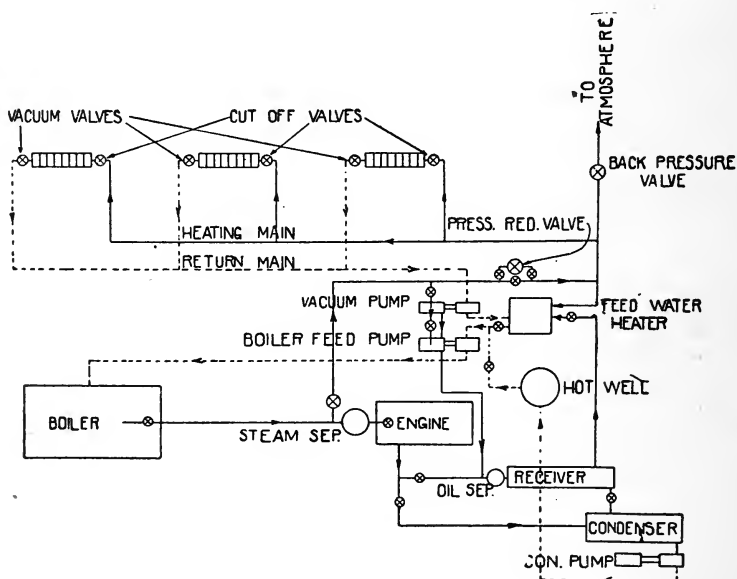 TO
ATMOSPHERE
VACUUM VALVES
CUT OFF
VALVES
BACK PRESSURE
VALVE
PRESS. RED. VALVE
HEATING MAIN
RETURN MAIN
VACUUM PUMP
FEED WATER
HEATER
BOILER FEED PUMP
HOT WELL
BOILER
STEAM SEP.
ENGINE
OIL SEP.
RECEIVER
CONDENSER
CON. PUMP